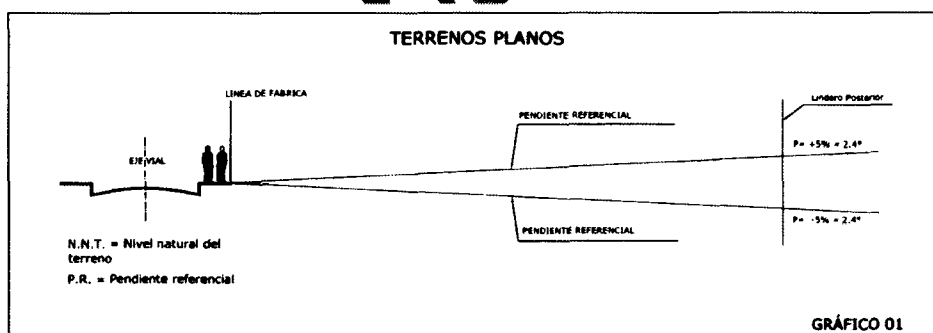 TERRENOS PLANOS
LINEA DE FABRICA
Lindero Posterior
PENDIENTE REFERENCIAL
P= +5% = 2.4°
EJE VIAL
P= -5% = 2.4°
PENDIENTE REFERENCIAL
N.N.T. = Nivel natural del
terreno
P.R. = Pendiente referencial
GRÁFICO 01